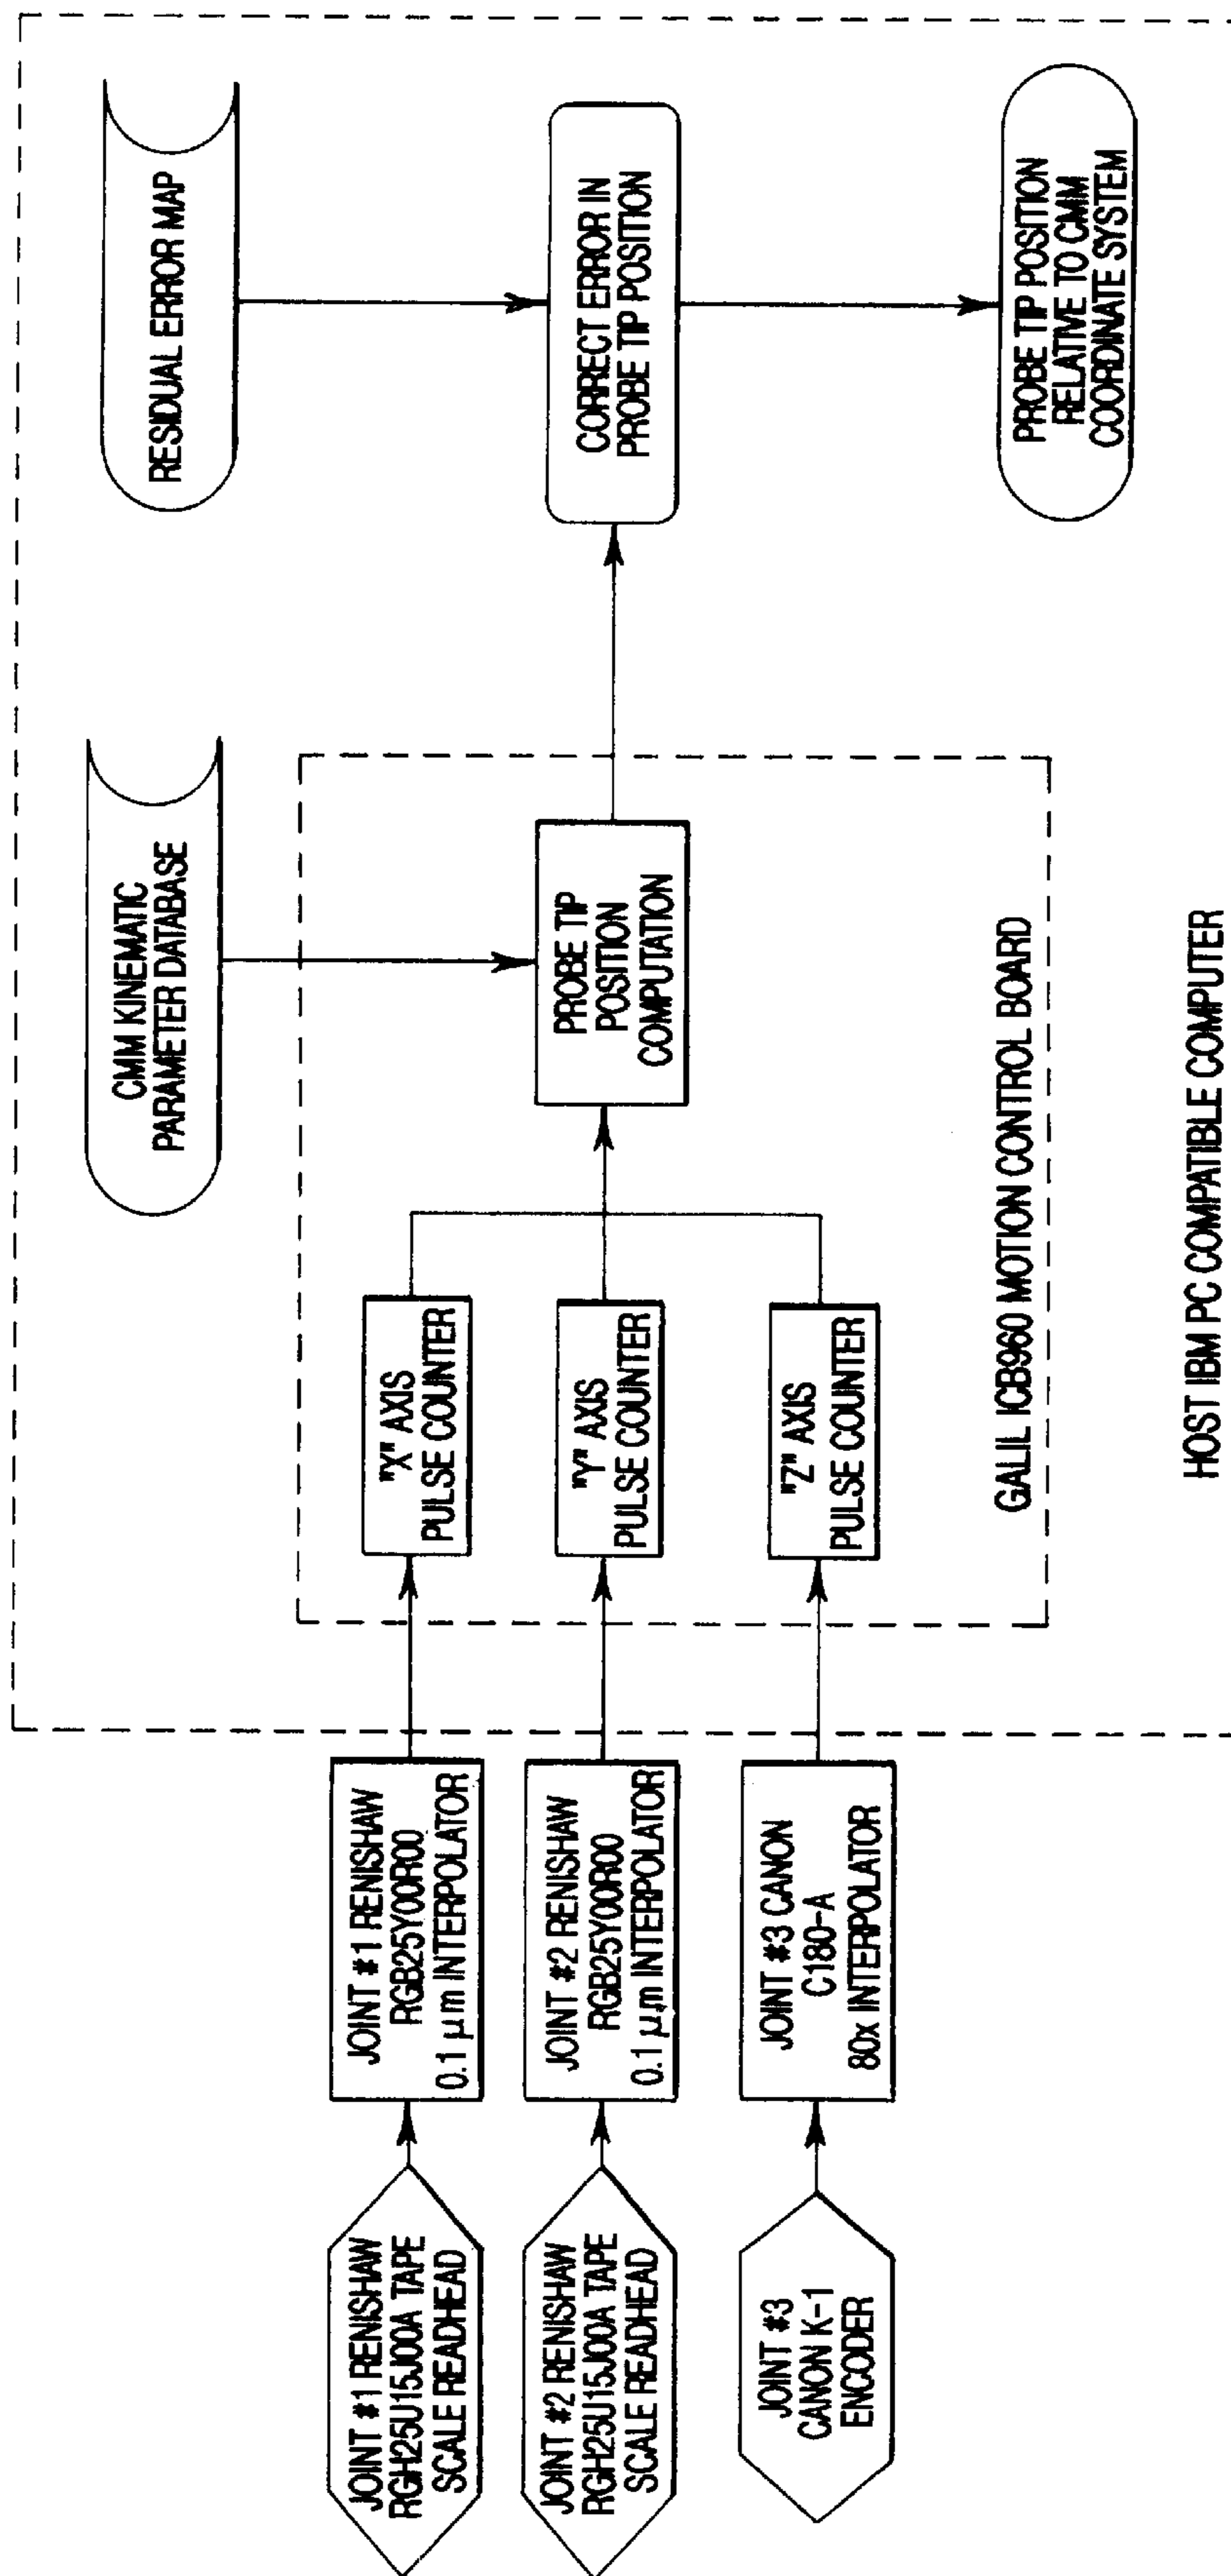 JOINT #1 RENISHAW
RGH25U15J00A TAPE
SCALE READHEAD
JOINT #2 RENISHAW
RGH25U15J00A TAPE
SCALE READHEAD
JOINT #3
CANON K-1
ENCODER
JOINT #1 RENISHAW
RGB25Y00R00
0.1 μm INTERPOLATOR
JOINT #2 RENISHAW
RGB25Y00R00
0.1 μm INTERPOLATOR
JOINT #3 CANON
C180-A
80x INTERPOLATOR
"X" AXIS
PULSE COUNTER
"Y" AXIS
PULSE COUNTER
"Z" AXIS
PULSE COUNTER
CMM KINEMATIC
PARAMETER DATABASE
PROBE TIP
POSITION
COMPUTATION
GALIL ICB960 MOTION CONTROL BOARD
HOST IBM PC COMPATIBLE COMPUTER
RESIDUAL ERROR MAP
CORRECT ERROR IN
PROBE TIP POSITION
PROBE TIP POSITION
RELATIVE TO CMM
COORDINATE SYSTEM